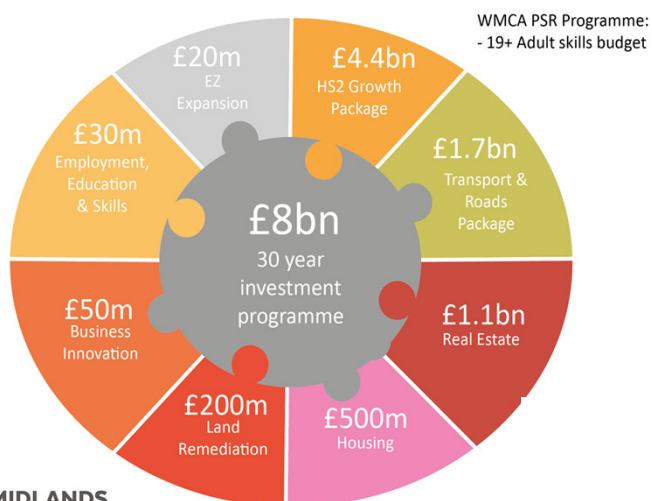 WMCA PSR Programme:
- 19+ Adult skills budget
£20m
EZ
Expansion
£4.4bn
HS2 Growth
Package
£30m
Employment,
Education
& Skills
£1.7bn
Transport &
Roads
Package
£8bn
30 year
investment
programme
£50m
Business
Innovation
£1.1bn
Real Estate
£200m
Land
Remediation
£500m
Housing
MIDLANDS